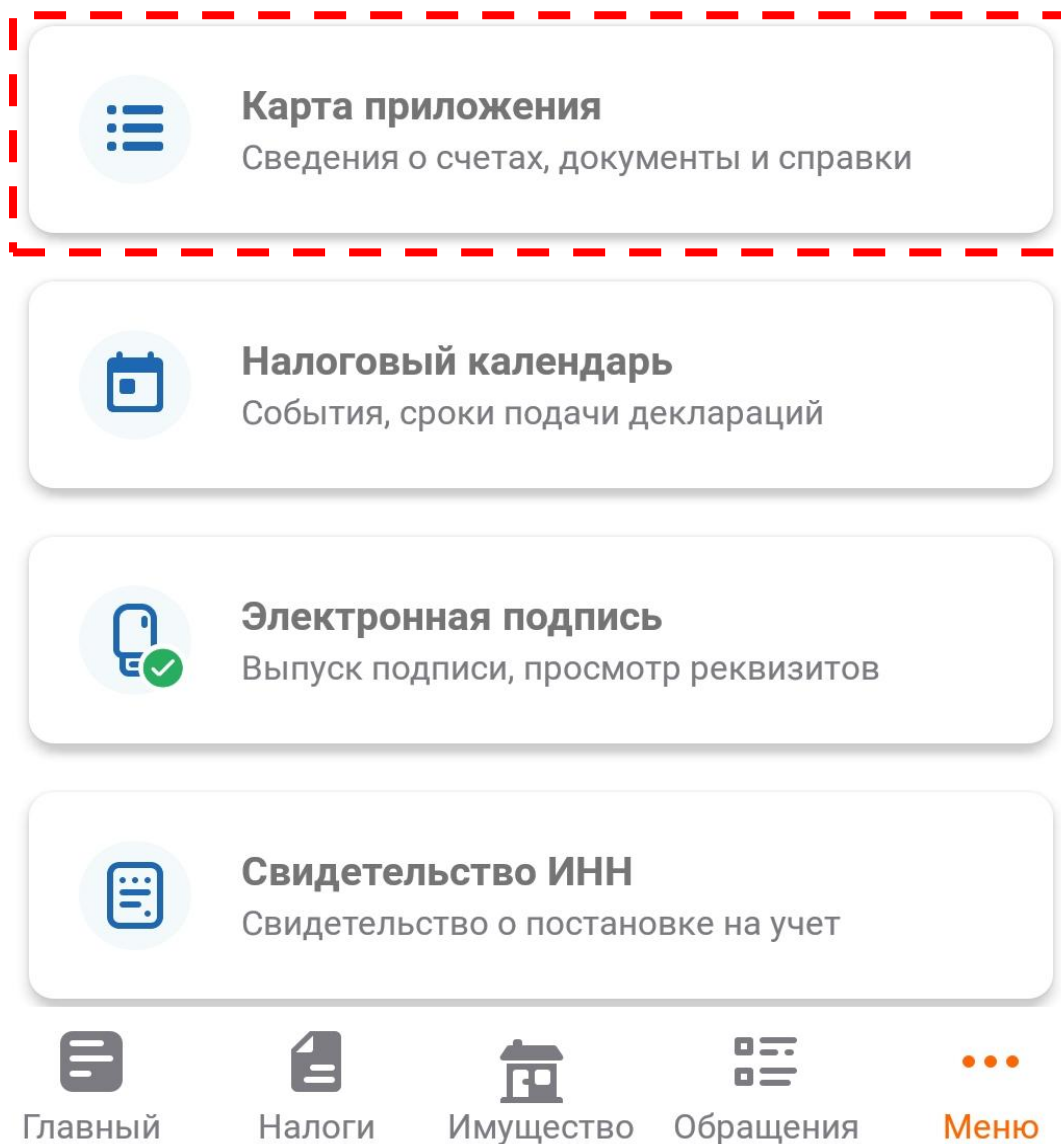 Карта приложения
Сведения о счетах, документы и справки
Налоговый календарь
События, сроки подачи деклараций
Электронная подпись
Выпуск подписи, просмотр реквизитов
Свидетельство ИНН
Свидетельство о постановке на учет
Главный Налоги Имущество Обращения Меню